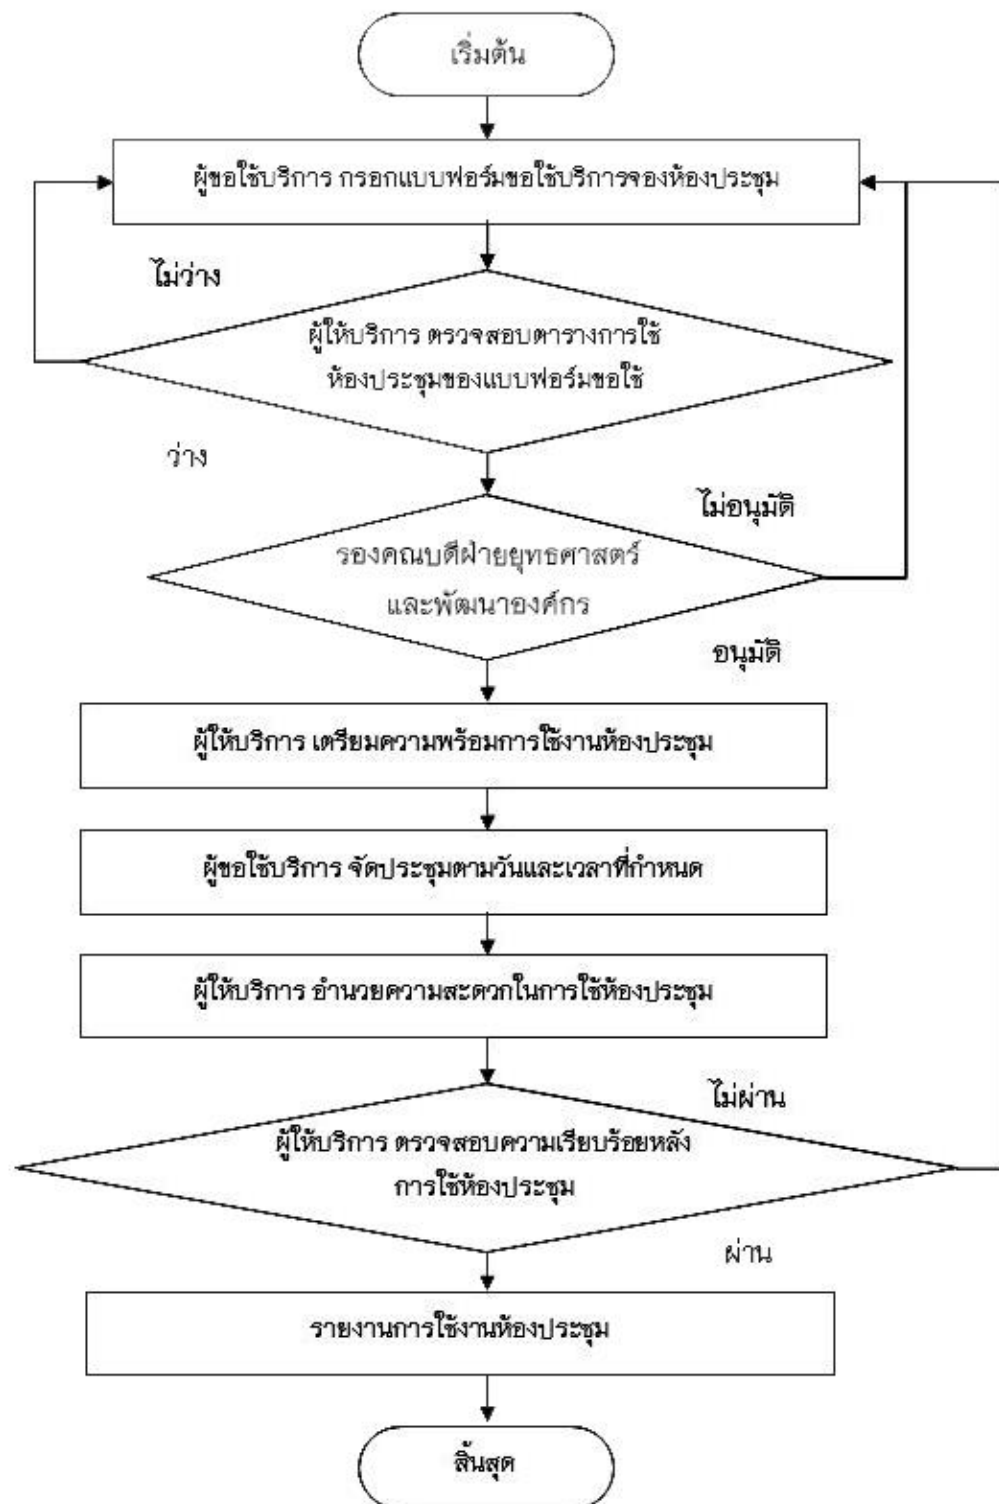 เริ่มต้น
ผู้ขอใช้บริการ กรอกแบบฟอร์มขอใช้บริการจองห้องประชุม
ไม่ว่าง
ผู้ให้บริการ ตรวจสอบตารางการใช้
ห้องประชุมของแบบฟอร์มขอใช้
ว่าง
ไม่อนุมัติ
รองคณบดีฝ่ายยุทธศาสตร์
และพัฒนาองค์กร
อนุมัติ
ผู้ให้บริการ เตรียมความพร้อมการใช้งานห้องประชุม
ผู้ขอใช้บริการ จัดประชุมตามวันและเวลาที่กำหนด
ผู้ให้บริการ อำนวยความสะดวกในการใช้ห้องประชุม
ไม่ผ่าน
ผู้ให้บริการ ตรวจสอบความเรียบร้อยหลัง
การใช้ห้องประชุม
ผ่าน
รายงานการใช้งานห้องประชุม
สิ้นสุด